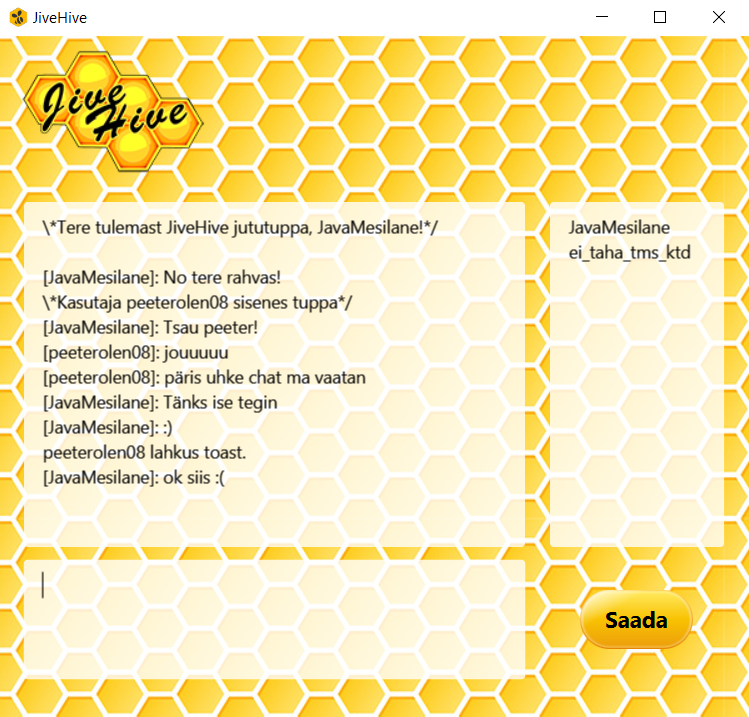 JiveHive
Jive
Hive
\*Tere tulemast JiveHive jututuppa, JavaMesilane!*/
[JavaMesilane]: No tere rahvas!
\*Kasutaja peeterolen08 sisenes tuppa*/
[JavaMesilane]: Tsau peeter!
[peeterolen08]: jouuuuu
[peeterolen08]: päris uhke chat ma vaatan
[JavaMesilane]: Tänks ise tegin
[JavaMesilane]: :)
peeterolen08 lahkus toast.
[JavaMesilane]: ok siis :(
JavaMesilane
ei_taha_tms_ktd
Saada